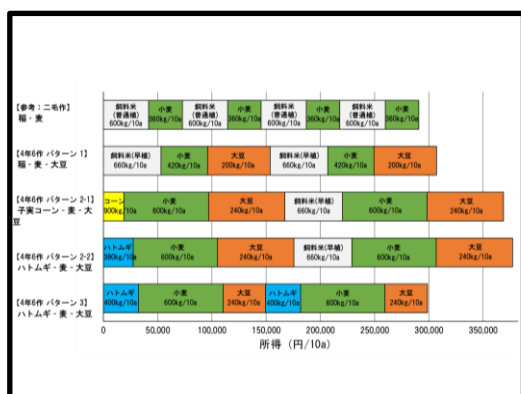 【参考：二毛作】
稲・麦
飼料米
(普通植)
600kg/10a
小麦
360kg/10a
飼料米
(普通植)
600kg/10a
小麦
360kg/10a
飼料米
(普通植)
600kg/10a
小麦
360kg/10a
飼料米
(普通植)
600kg/10a
小麦
360kg/10a
【4年6作 パターン 1】
稲・麦・大豆
飼料米(早植)
660kg/10a
小麦
420kg/10a
大豆
200kg/10a
飼料米(早植)
660kg/10a
小麦
420kg/10a
大豆
200kg/10a
【4年6作 パターン 2-1】
子実コーン・麦・大
豆
コーン
900kg/10a
小麦
600kg/10a
大豆
240kg/10a
飼料米(早植)
660kg/10a
小麦
600kg/10a
大豆
240kg/10a
【4年6作 パターン 2-2】
ハトムギ・麦・大豆
ハトムギ
380kg/10a
小麦
600kg/10a
大豆
240kg/10a
飼料米(早植)
660kg/10a
小麦
600kg/10a
大豆
240kg/10a
【4年6作 パターン 3】
ハトムギ・麦・大豆
ハトムギ
400kg/10a
小麦
600kg/10a
大豆
240kg/10a
ハトムギ
400kg/10a
小麦
600kg/10a
大豆
240kg/10a
0 50,000 100,000 150,000 200,000 250,000 300,000 350,000
所得（円/10a）